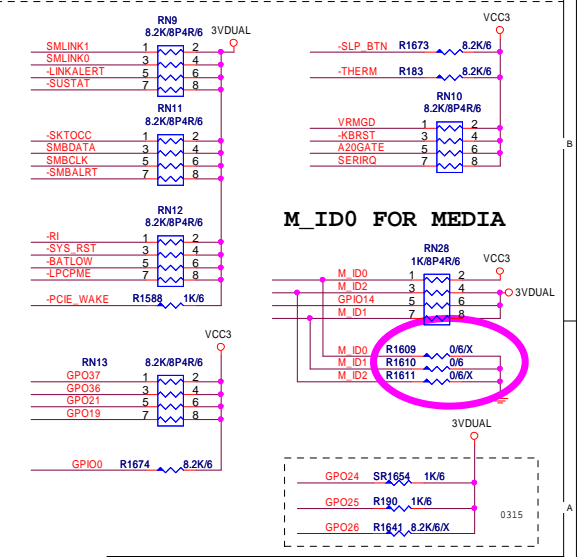 RN9
8.2K/8P4R/6 3VDUAL
SMLINK1 1 2
SMLINK0 3 4
-LINKALERT 5 6
-SUSTAT 7 8
RN11
8.2K/8P4R/6
-SKTOCC 1 2
SMBDATA 3 4
SMBCLK 5 6
-SMBALRT 7 8
RN12
8.2K/8P4R/6
-RI 1 2
-SYS_RST 3 4
-BATLOW 5 6
-LPCPME 7 8
-PCIE_WAKE R1588 1K/6
VCC3
RN13 8.2K/8P4R/6
GPO37 1 2
GPO36 3 4
GPO21 5 6
GPO19 7 8
GPIO0 R1674 8.2K/6
VCC3
-SLP_BTN R1673 8.2K/6
-THERM R183 8.2K/6
RN10
8.2K/8P4R/6
VRMGD 1 2
-KBRST 3 4
A20GATE 5 6
SERIRQ 7 8
B
M_ID0 FOR MEDIA
RN28
1K/8P4R/6 VCC3
M_ID0 1 2
M_ID2 3 4 3VDUAL
GPIO14 5 6
M_ID1 7 8
M_ID0 R1609 0/6/X
M_ID1 R1610 0/6
M_ID2 R1611 0/6/X
3VDUAL
GPO24 SR1654 1K/6
GPO25 R190 1K/6
GPO26 R1641 8.2K/6/X
0315
A